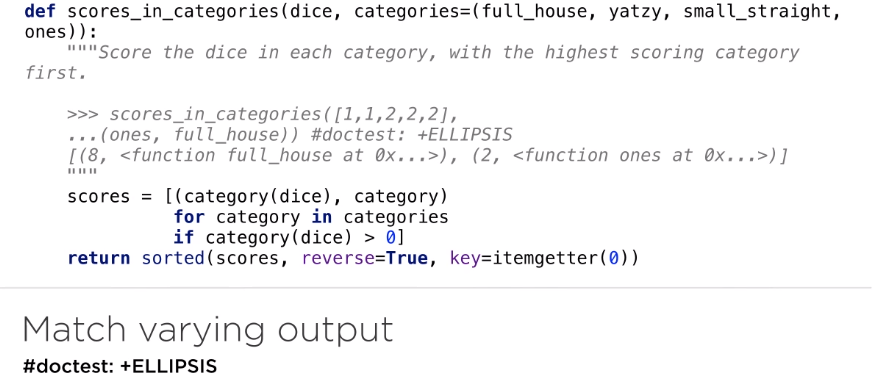 def scores_in_categories(dice, categories=(full_house, yatzy, small_straight,
ones)):
    """Score the dice in each category, with the highest scoring category
first.

    >>> scores_in_categories([1,1,2,2,2],
    ...(ones, full_house)) #doctest: +ELLIPSIS
    [(8, <function full_house at 0x...>), (2, <function ones at 0x...>)]
    """
    scores = [(category(dice), category)
              for category in categories
              if category(dice) > 0]
    return sorted(scores, reverse=True, key=itemgetter(0))
Match varying output
#doctest: +ELLIPSIS